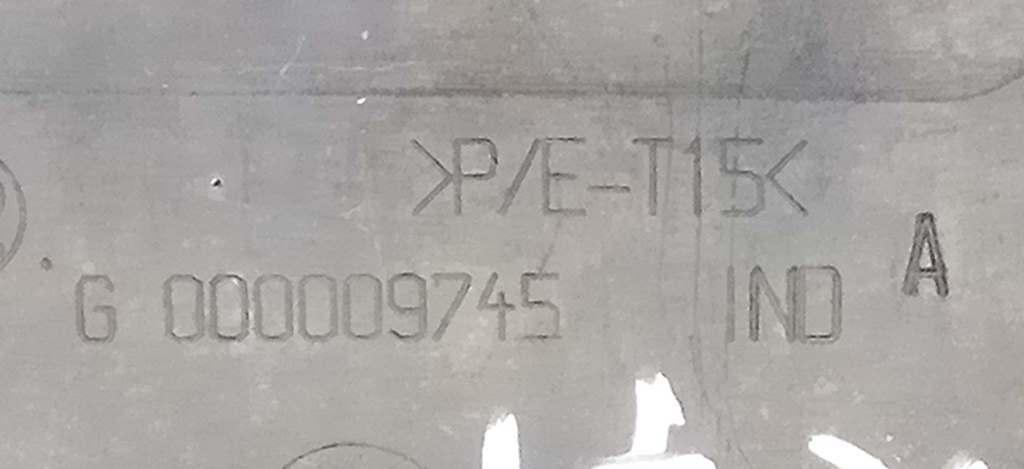 >P/E-T15<
G 000009745 IND A